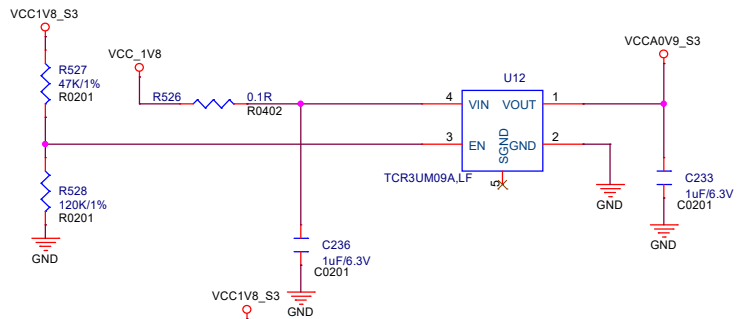 VCC1V8_S3
VCC_1V8
VCCA0V9_S3
R527
47K/1%
R0201
R526
0.1R
R0402
U12
4
VIN
VOUT
1
3
EN
SGND
GND
2
5
TCR3UM09A,LF
R528
120K/1%
R0201
GND
C236
1uF/6.3V
C0201
GND
GND
C233
1uF/6.3V
C0201
GND
VCC1V8_S3